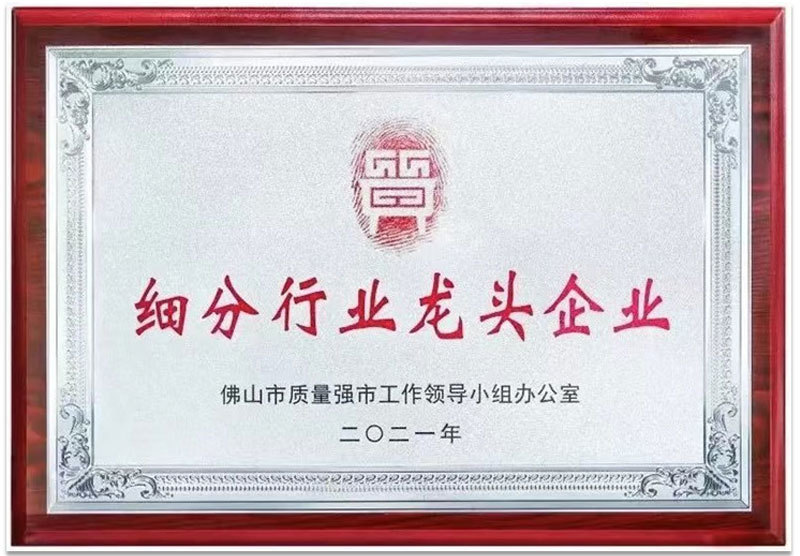 細分行业龙头企业
佛山市质量强市工作领导小组办公室
二〇二一年